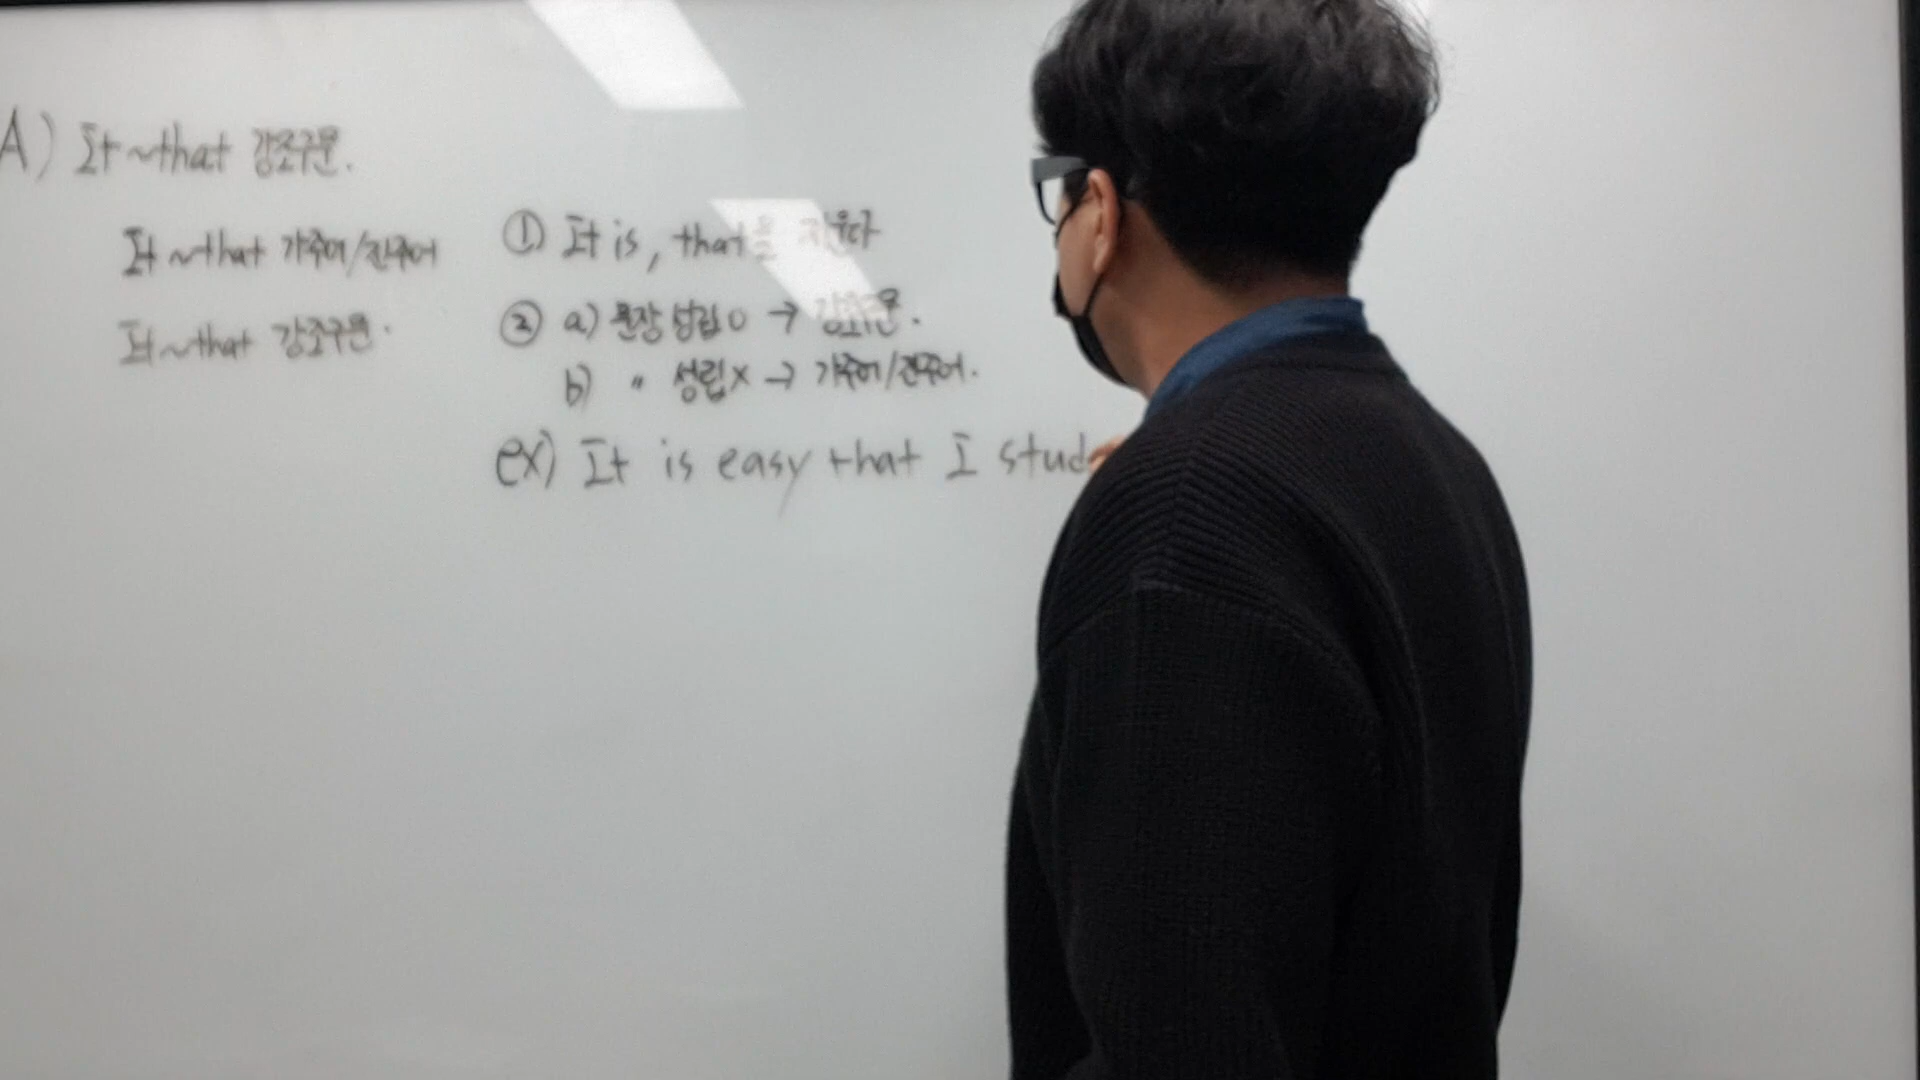 A) It ~that 강조구문.
It ~that 가주어/진주어
It ~that 강조구문.
① It is, that을 지운다
② a) 문장 성립 o → 강조구문.
b) 〃 성립 x → 가주어/진주어.
ex) It is easy that I stud